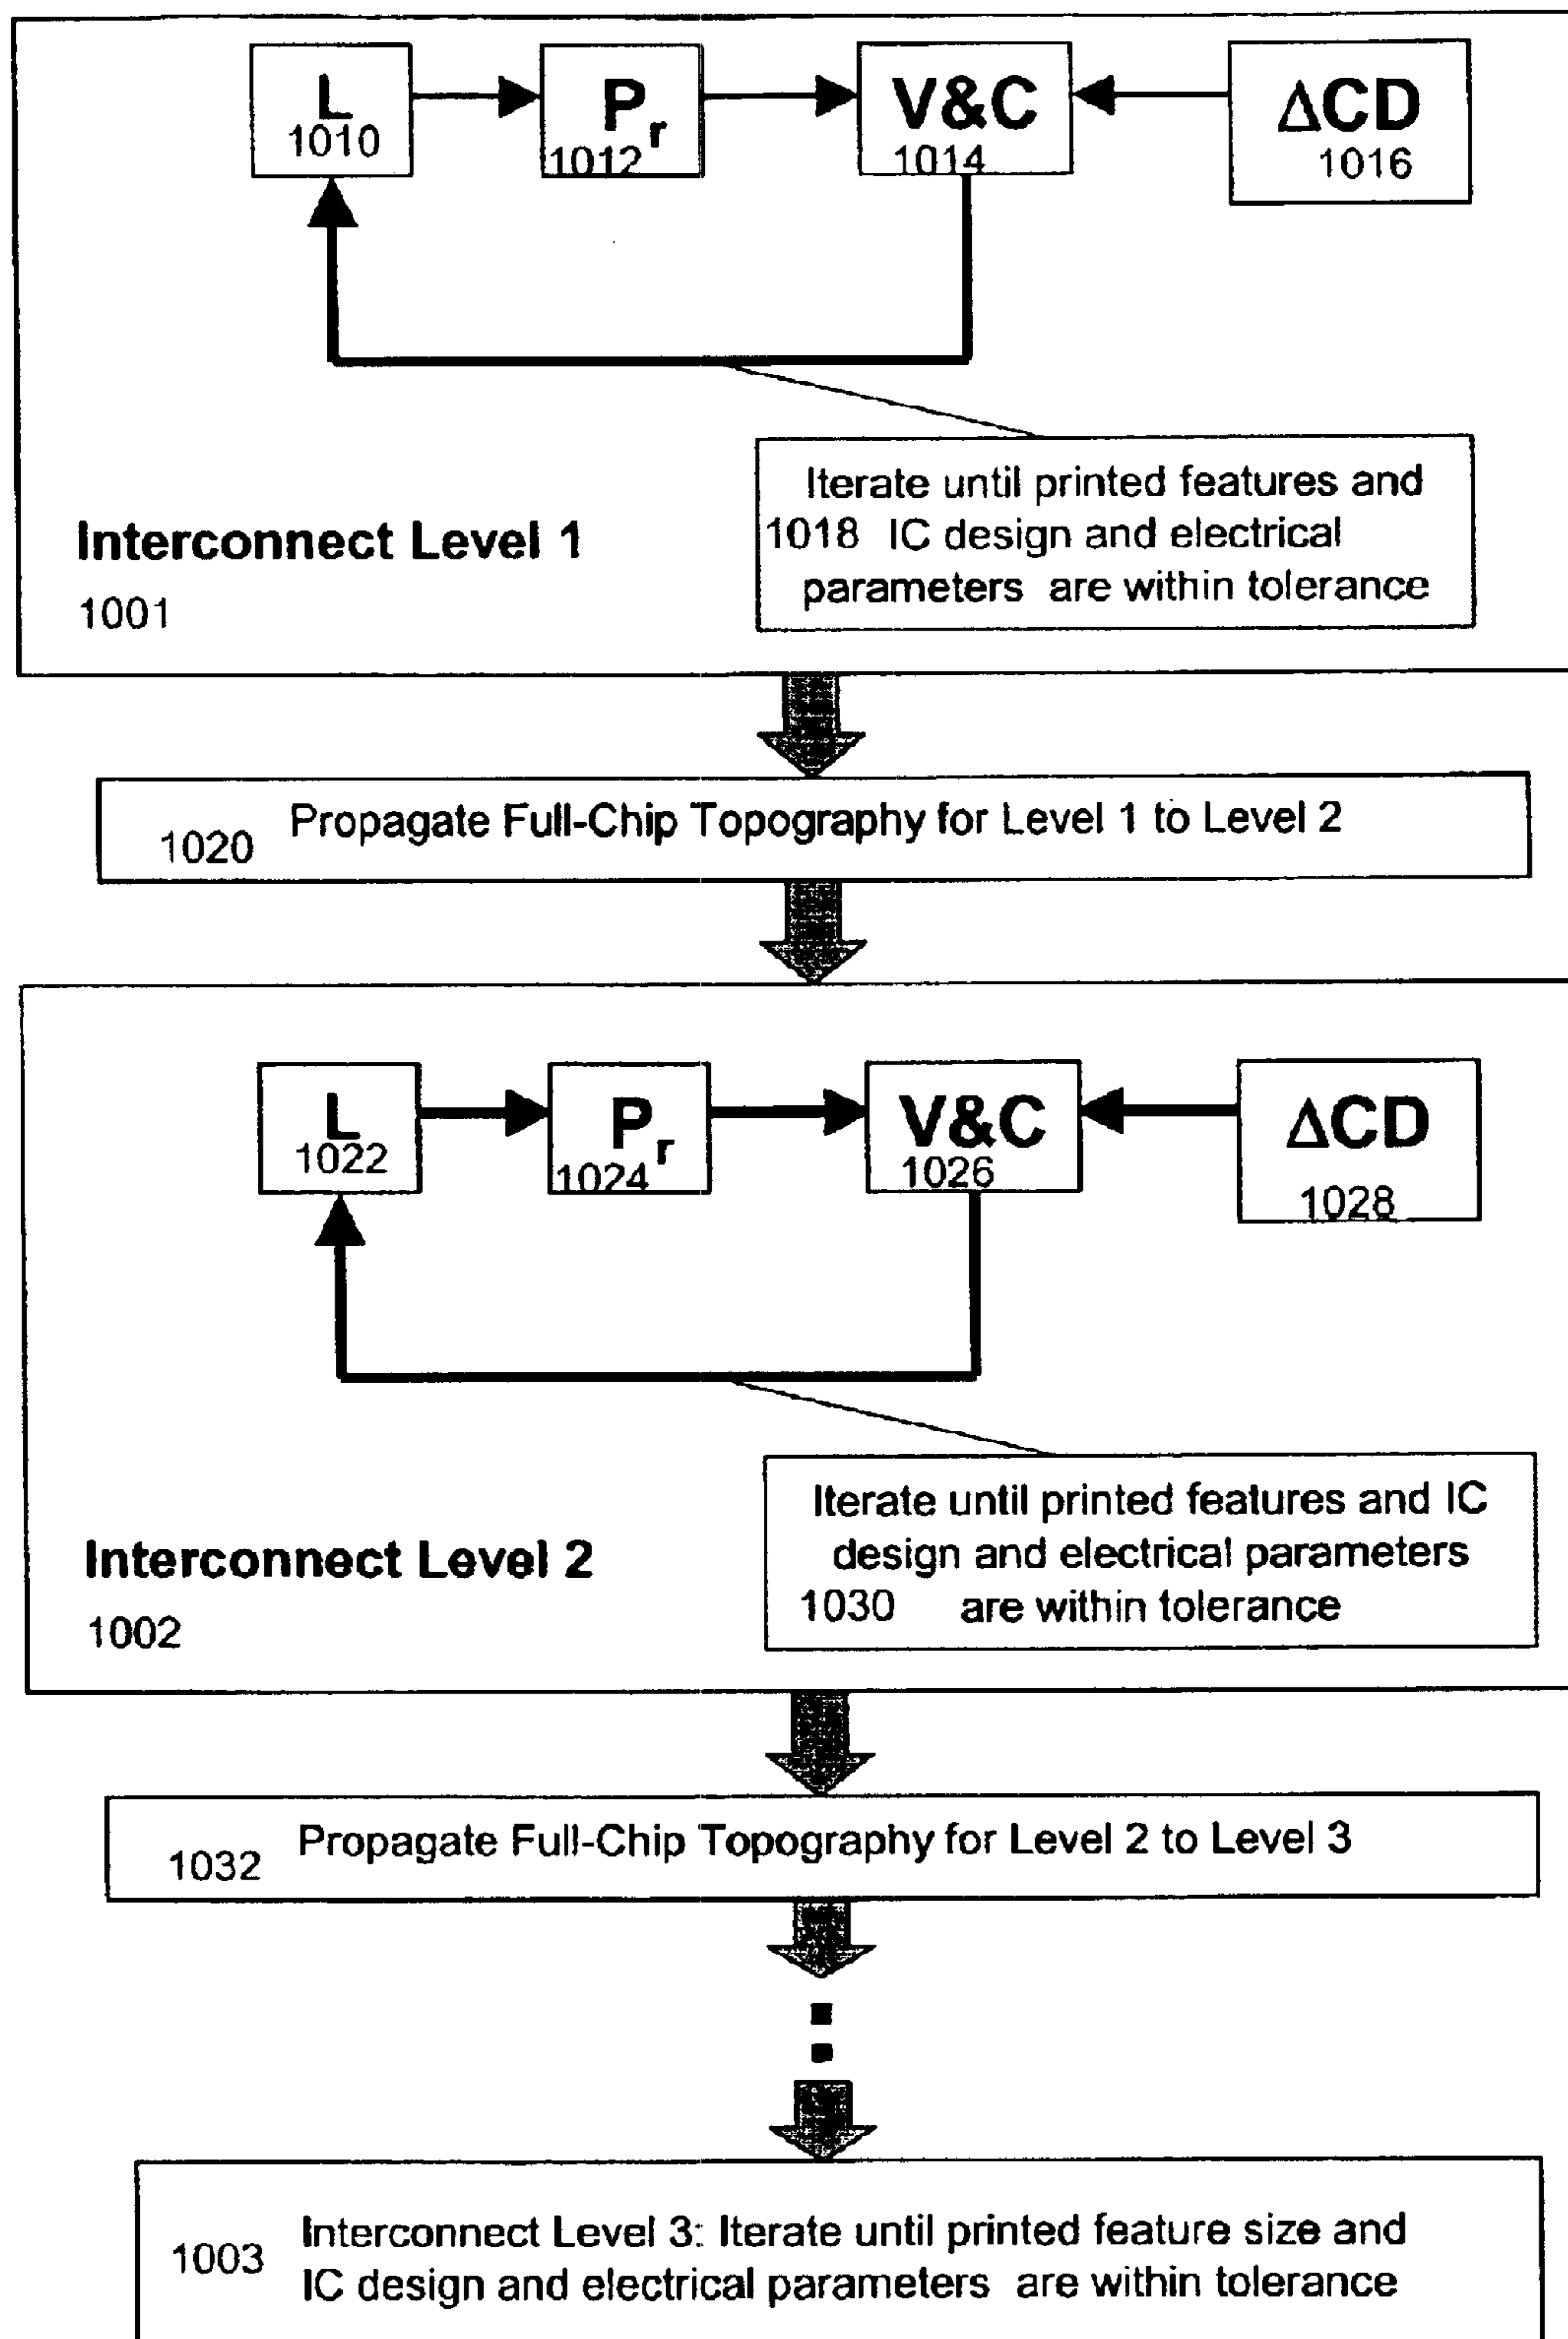 L
1010
Pr
1012
V&C
1014
ΔCD
1016
Iterate until printed features and
1018 IC design and electrical
parameters are within tolerance
Interconnect Level 1
1001
Propagate Full-Chip Topography for Level 1 to Level 2
1020
L
1022
Pr
1024
V&C
1026
ΔCD
1028
Iterate until printed features and IC
design and electrical parameters
1030 are within tolerance
Interconnect Level 2
1002
Propagate Full-Chip Topography for Level 2 to Level 3
1032
1003
Interconnect Level 3: Iterate until printed feature size and
IC design and electrical parameters are within tolerance